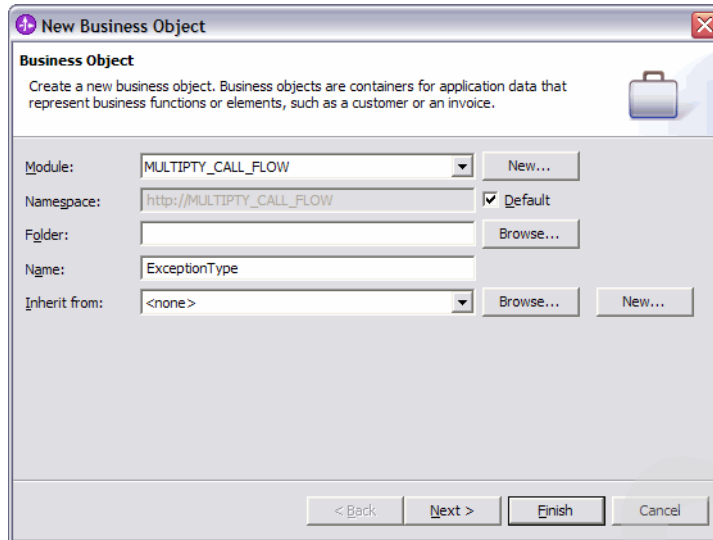 New Business Object
Business Object
Create a new business object. Business objects are containers for application data that
represent business functions or elements, such as a customer or an invoice.
Module: MULTIPTY_CALL_FLOW New...
Namespace: http://MULTIPTY_CALL_FLOW Default
Folder: Browse...
Name: ExceptionType
Inherit from: <none> Browse... New...
< Back Next > Finish Cancel